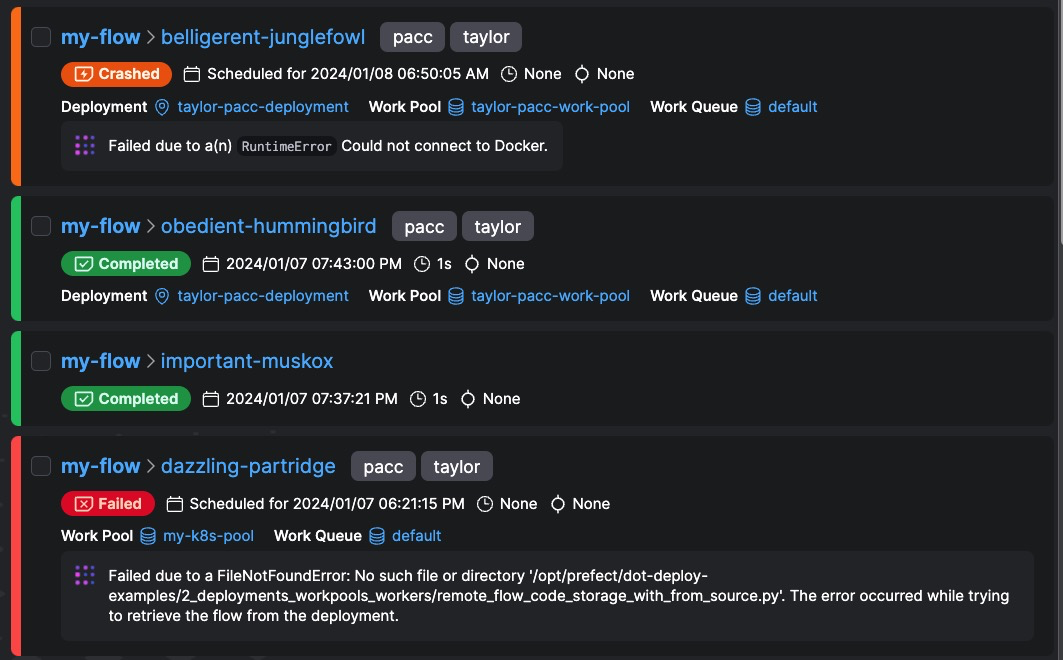 my-flow > belligerent-junglefowl pacc taylor
Crashed Scheduled for 2024/01/08 06:50:05 AM None None
Deployment taylor-pacc-deployment Work Pool taylor-pacc-work-pool Work Queue default
Failed due to a(n) RuntimeError Could not connect to Docker.
my-flow > obedient-hummingbird pacc taylor
Completed 2024/01/07 07:43:00 PM 1s None
Deployment taylor-pacc-deployment Work Pool taylor-pacc-work-pool Work Queue default
my-flow > important-muskox
Completed 2024/01/07 07:37:21 PM 1s None
my-flow > dazzling-partridge pacc taylor
Failed Scheduled for 2024/01/07 06:21:15 PM None None
Work Pool my-k8s-pool Work Queue default
Failed due to a FileNotFoundError: No such file or directory '/opt/prefect/dot-deploy-
examples/2_deployments_workpools_workers/remote_flow_code_storage_with_from_source.py'. The error occurred while trying
to retrieve the flow from the deployment.